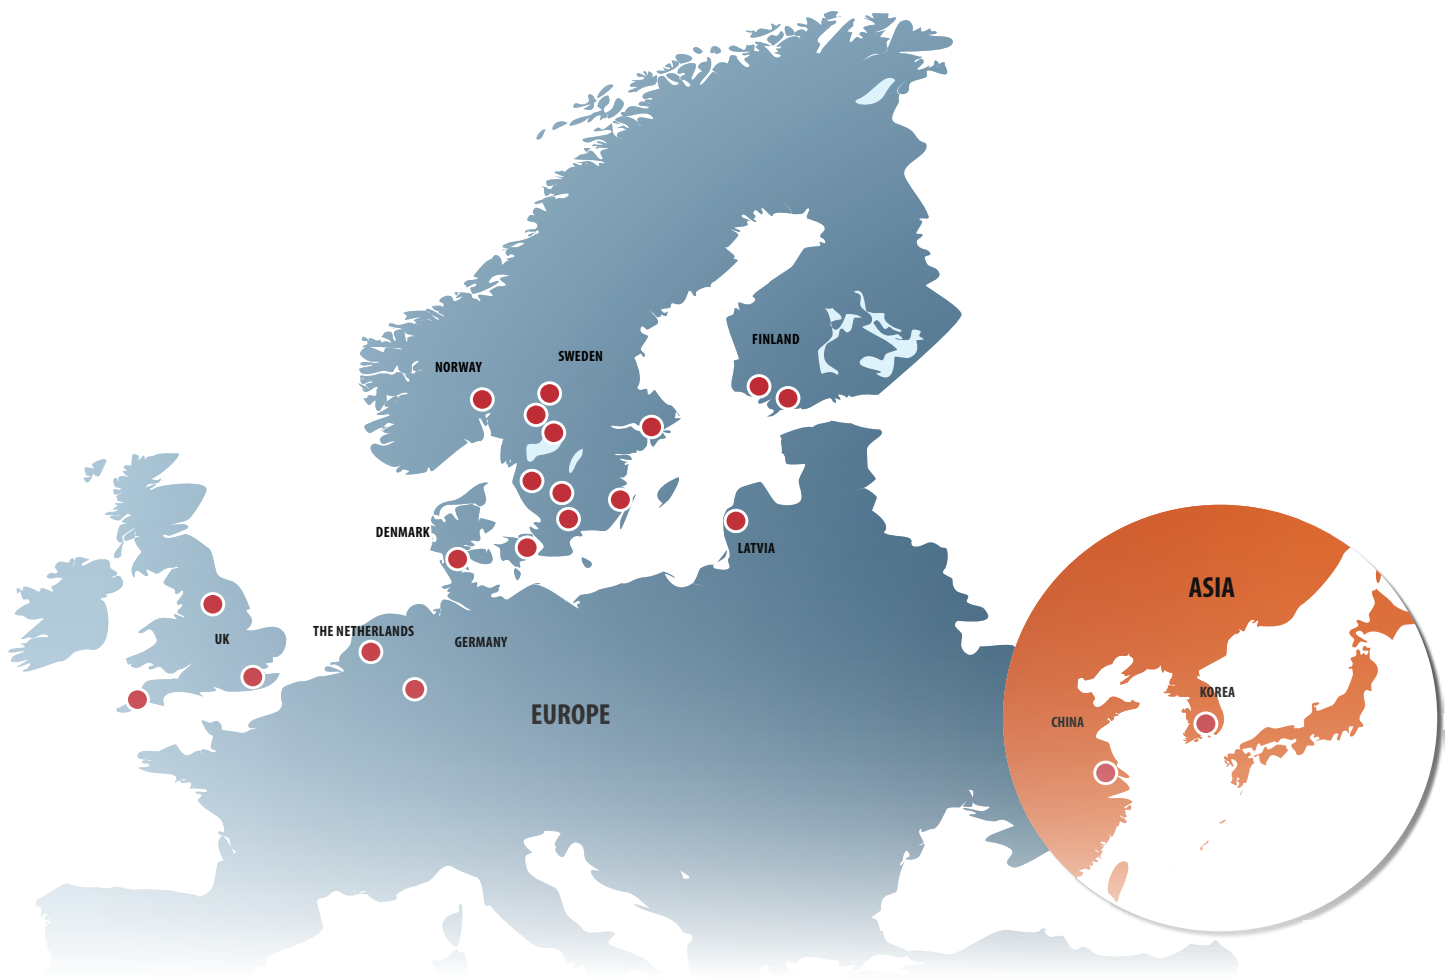 FINLAND
SWEDEN
NORWAY
DENMARK
LATVIA
ASIA
THE NETHERLANDS
UK
GERMANY
KOREA
EUROPE
CHINA